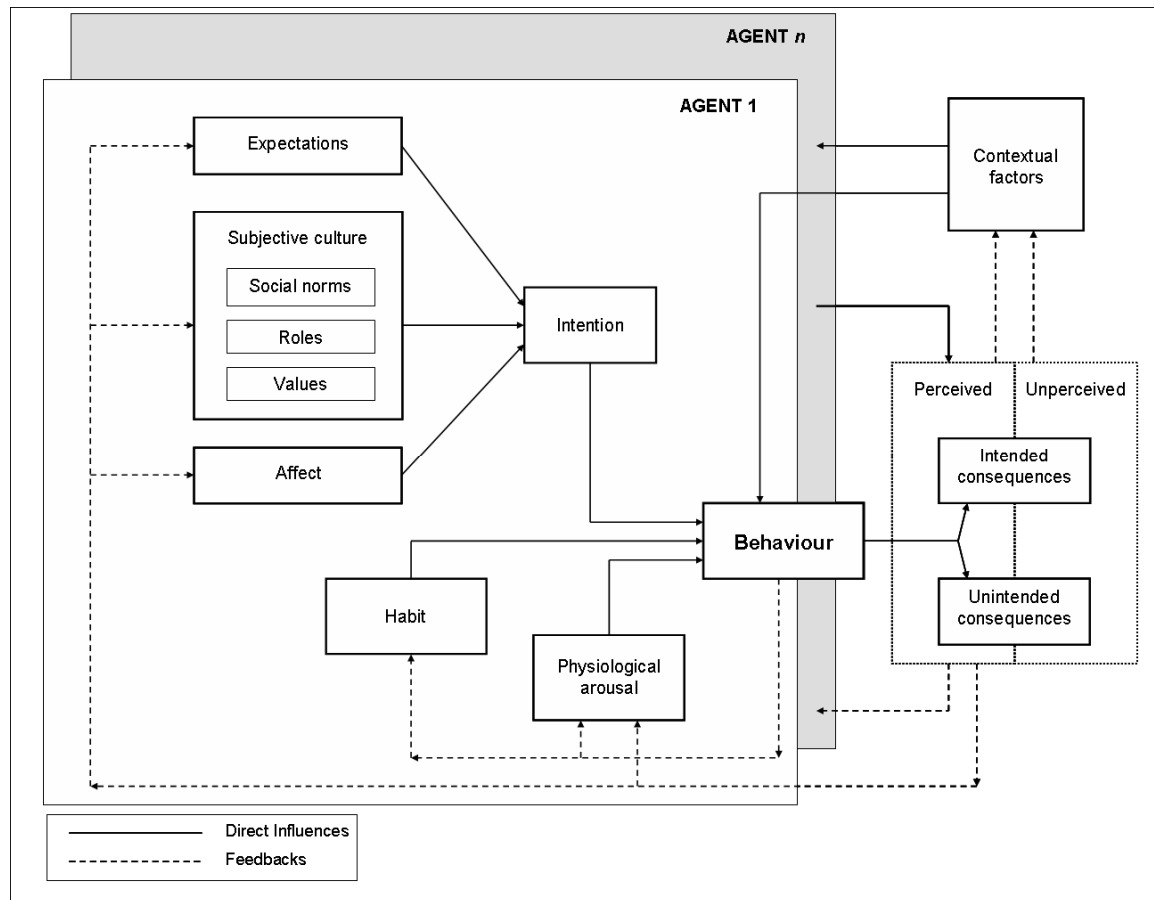 AGENT n
AGENT 1
Expectations
Contextual
factors
Subjective culture
Social norms
Roles
Values
Intention
Perceived
Unperceived
Affect
Intended
consequences
Behaviour
Habit
Unintended
consequences
Physiological
arousal
Direct Influences
Feedbacks